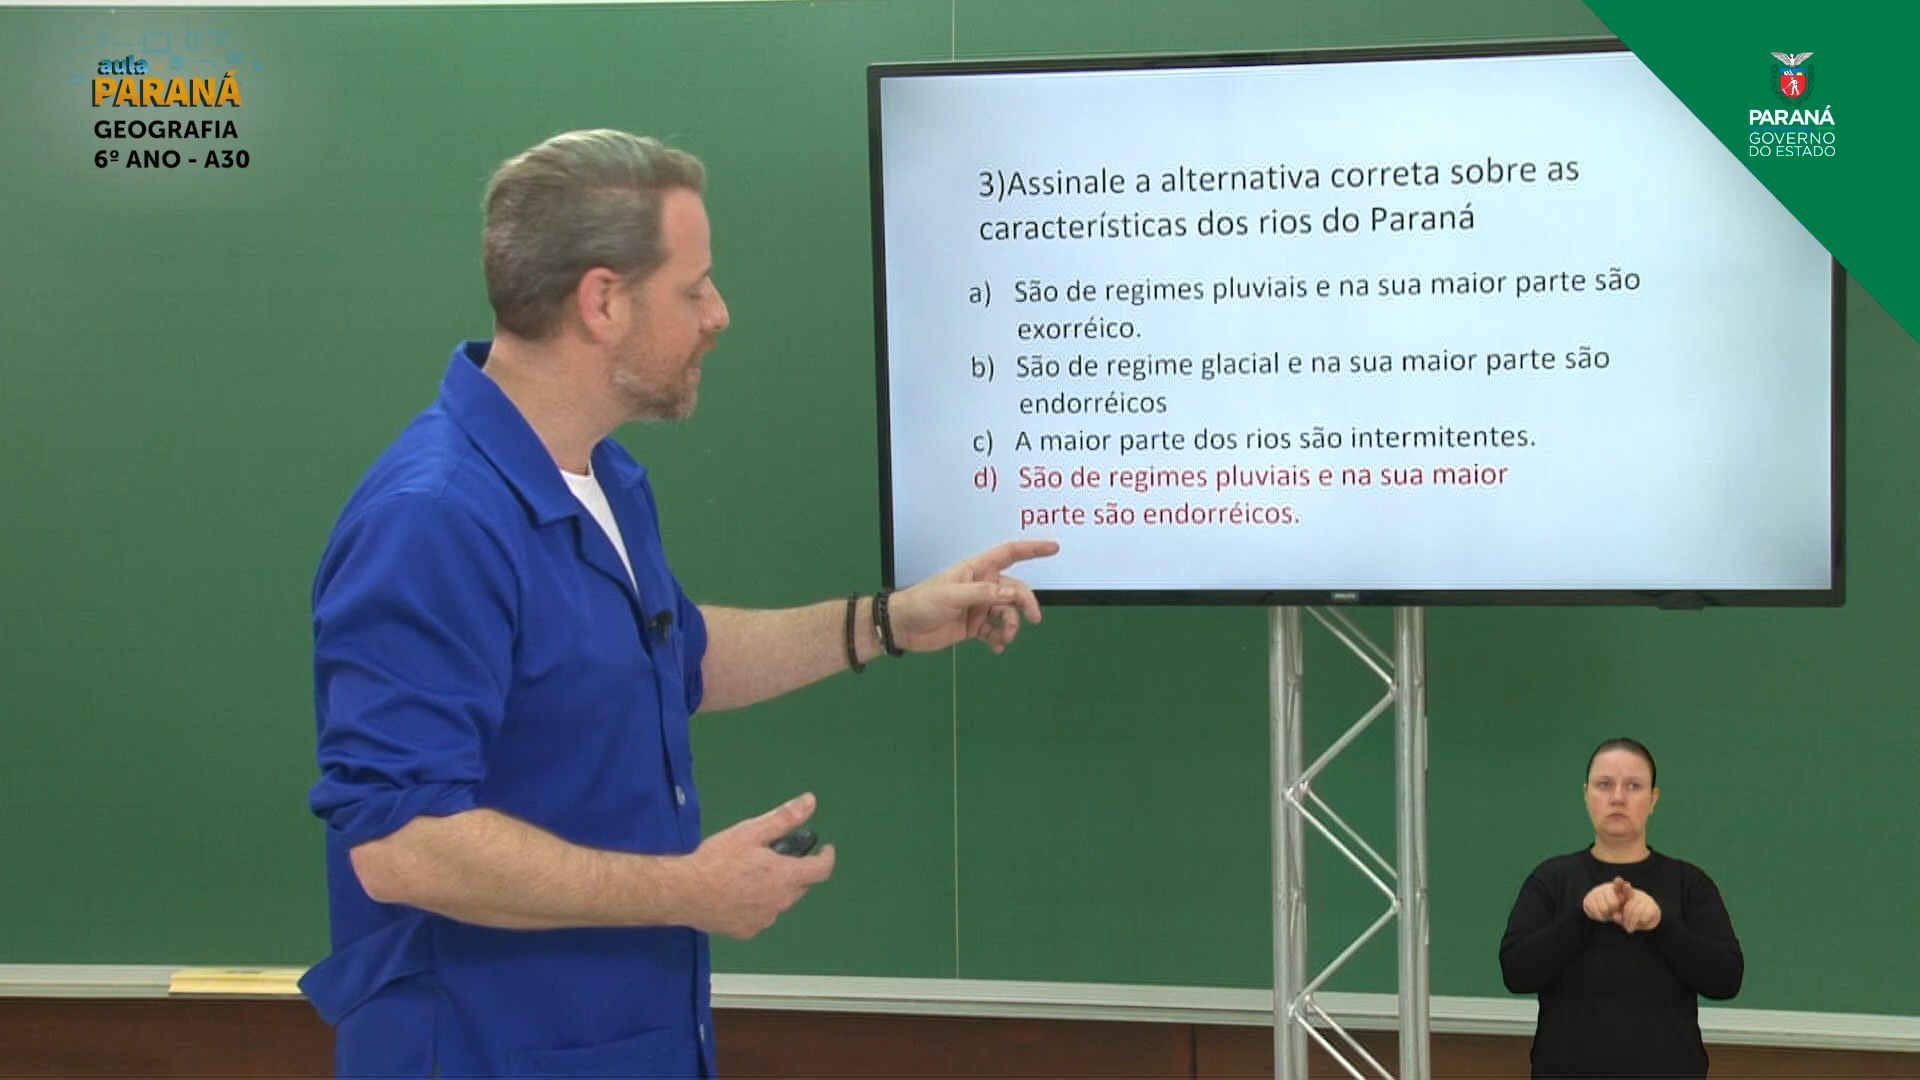 aula
PARANÁ
GEOGRAFIA
6º ANO - A30
PARANÁ
GOVERNO
DO ESTADO
3)Assinale a alternativa correta sobre as
características dos rios do Paraná
a) São de regimes pluviais e na sua maior parte são
exorréico.
b) São de regime glacial e na sua maior parte são
endorréicos
c) A maior parte dos rios são intermitentes.
d) São de regimes pluviais e na sua maior
parte são endorréicos.
PHILIPS